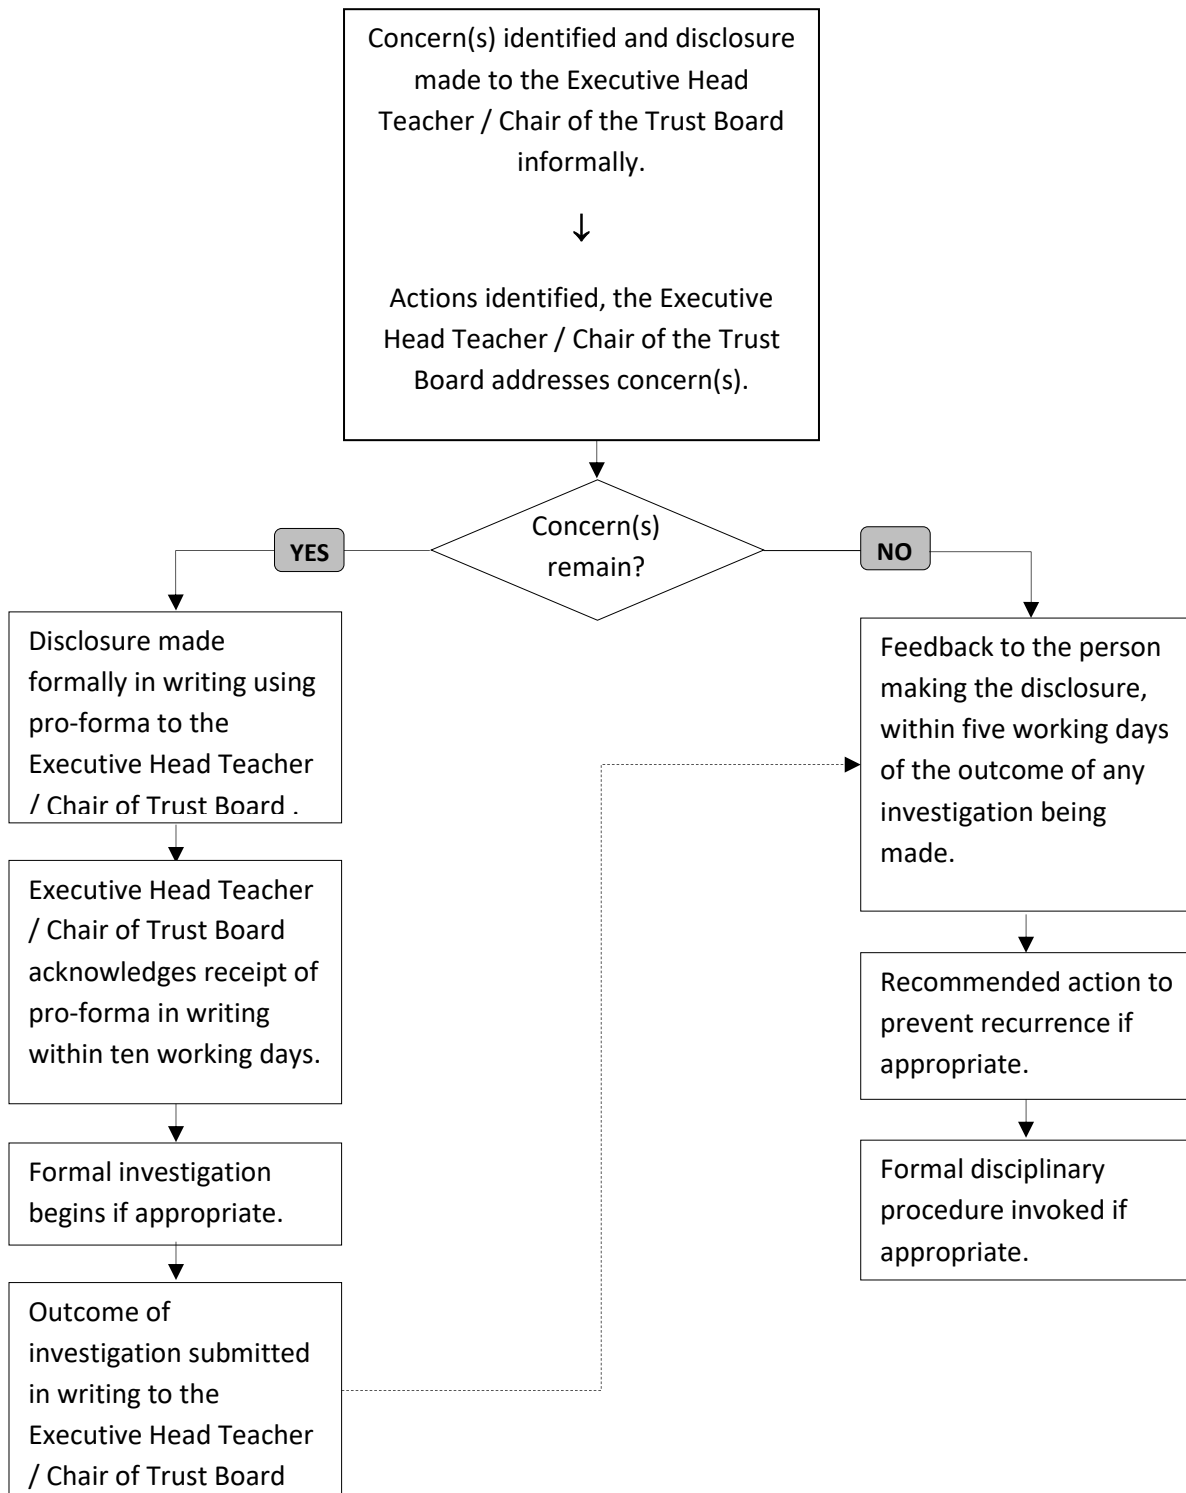 Concern(s) identified and disclosure
made to the Executive Head
Teacher / Chair of the Trust Board
informally.
↓
Actions identified, the Executive
Head Teacher / Chair of the Trust
Board addresses concern(s).
Concern(s)
remain?
YES
NO
Disclosure made
formally in writing using
pro-forma to the
Executive Head Teacher
/ Chair of Trust Board .
Executive Head Teacher
/ Chair of Trust Board
acknowledges receipt of
pro-forma in writing
within ten working days.
Formal investigation
begins if appropriate.
Outcome of
investigation submitted
in writing to the
Executive Head Teacher
/ Chair of Trust Board
Feedback to the person
making the disclosure,
within five working days
of the outcome of any
investigation being
made.
Recommended action to
prevent recurrence if
appropriate.
Formal disciplinary
procedure invoked if
appropriate.